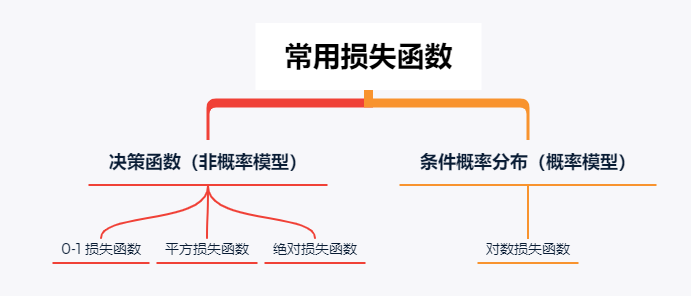 常用损失函数
决策函数（非概率模型）
条件概率分布（概率模型）
0-1 损失函数
平方损失函数
绝对损失函数
对数损失函数